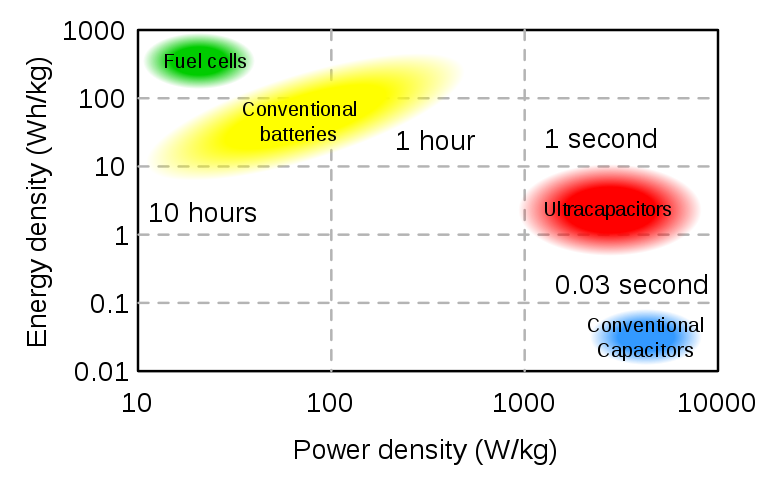 1000
Fuel cells
100
Conventional
batteries
1 hour
1 second
10
10 hours
Ultracapacitors
1
0.03 second
0.1
Conventional
Capacitors
0.01
10
100
1000
10000
Power density (W/kg)
Energy density (Wh/kg)